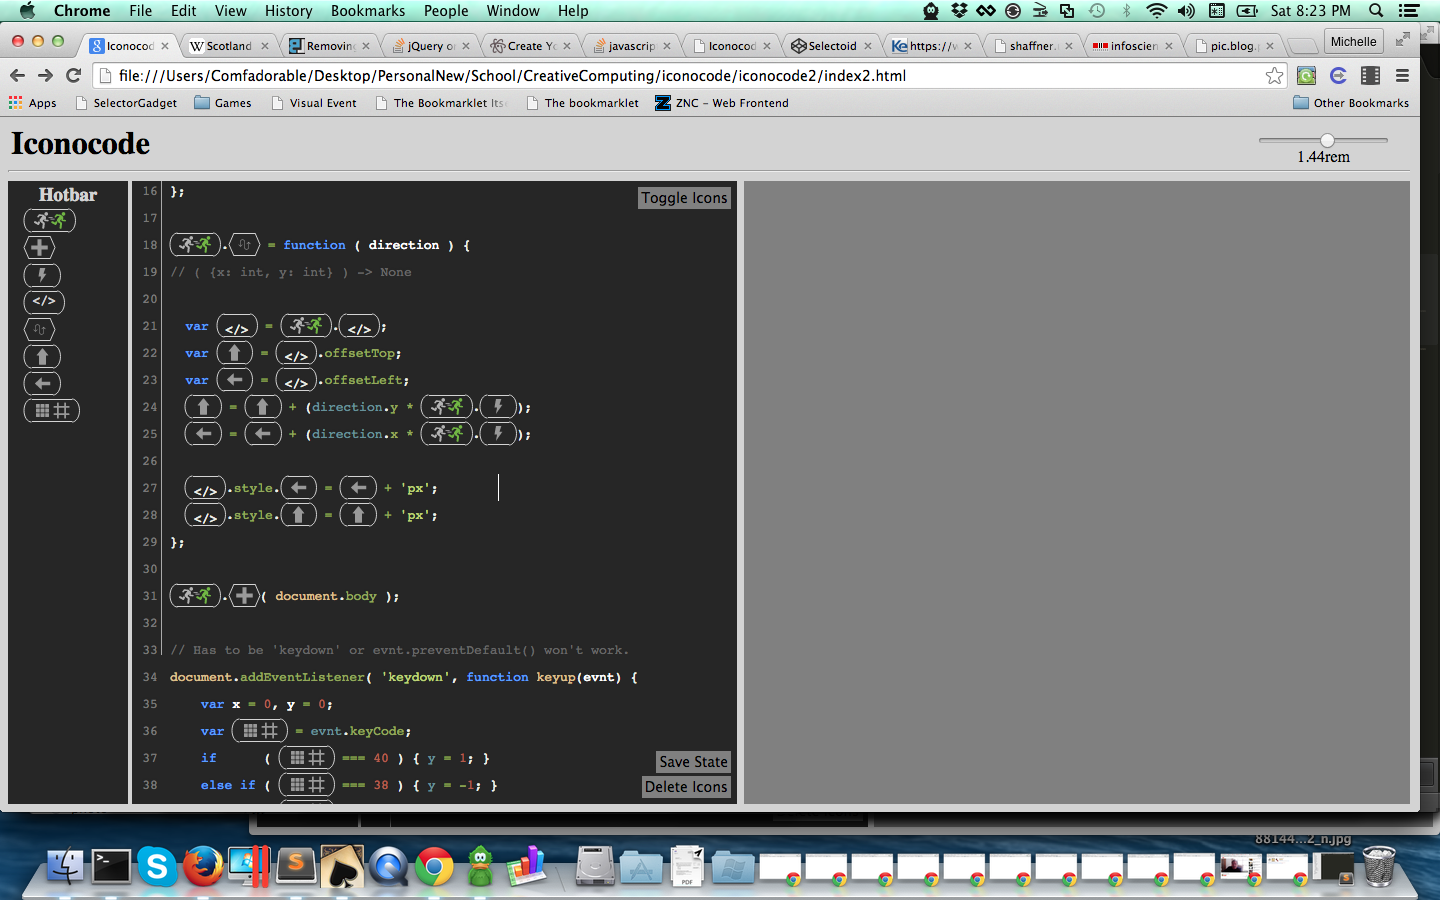 Chrome File Edit View History Bookmarks People Window Help Sat 8:23 PM
Iconocod Scotland Removing jQuery or Create Yo javascrip Iconocod Selectoid https://w shaffner. infoscien pic.blog. Michelle
file:///Users/Comfadorable/Desktop/PersonalNew/School/CreativeComputing/iconocode/iconocode2/index2.html
Apps SelectorGadget Games Visual Event The Bookmarklet Its The bookmarklet ZNC - Web Frontend Other Bookmarks
Iconocode
1.44rem
Hotbar
</>
Toggle Icons
16 };
17
18 . = function ( direction ) {
19 // ( {x: int, y: int} ) -> None
20
21 var </> = .</>;
22 var = </>.offsetTop;
23 var = </>.offsetLeft;
24 = + (direction.y * .);
25 = + (direction.x * .);
26
27 </>.style. = + 'px';
28 </>.style. = + 'px';
29 };
30
31 .( document.body );
32
33 // Has to be 'keydown' or evnt.preventDefault() won't work.
34 document.addEventListener( 'keydown', function keyup(evnt) {
35 var x = 0, y = 0;
36 var = evnt.keyCode;
37 if ( === 40 ) { y = 1; }
38 else if ( === 38 ) { y = -1; }
Save State
Delete Icons
88144...2_n.jpg
PDF